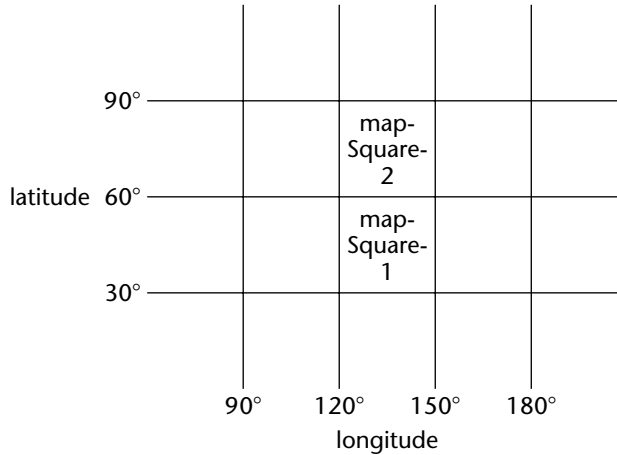 90°
map-
Square-
2
latitude 60°
map-
Square-
1
30°
90° 120° 150° 180°
longitude